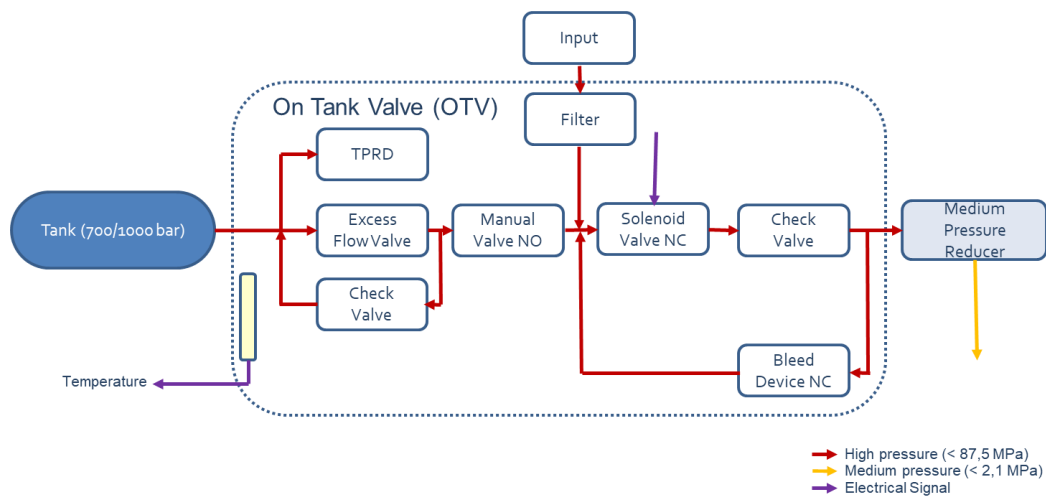 Input
On Tank Valve (OTV)
Filter
TPRD
Tank (700/1000 bar)
Excess
Flow Valve
Manual
Valve NO
Solenoid
Valve NC
Check
Valve
Medium
Pressure
Reducer
Check
Valve
Bleed
Device NC
Temperature
High pressure (< 87,5 MPa)
Medium pressure (< 2,1 MPa)
Electrical Signal